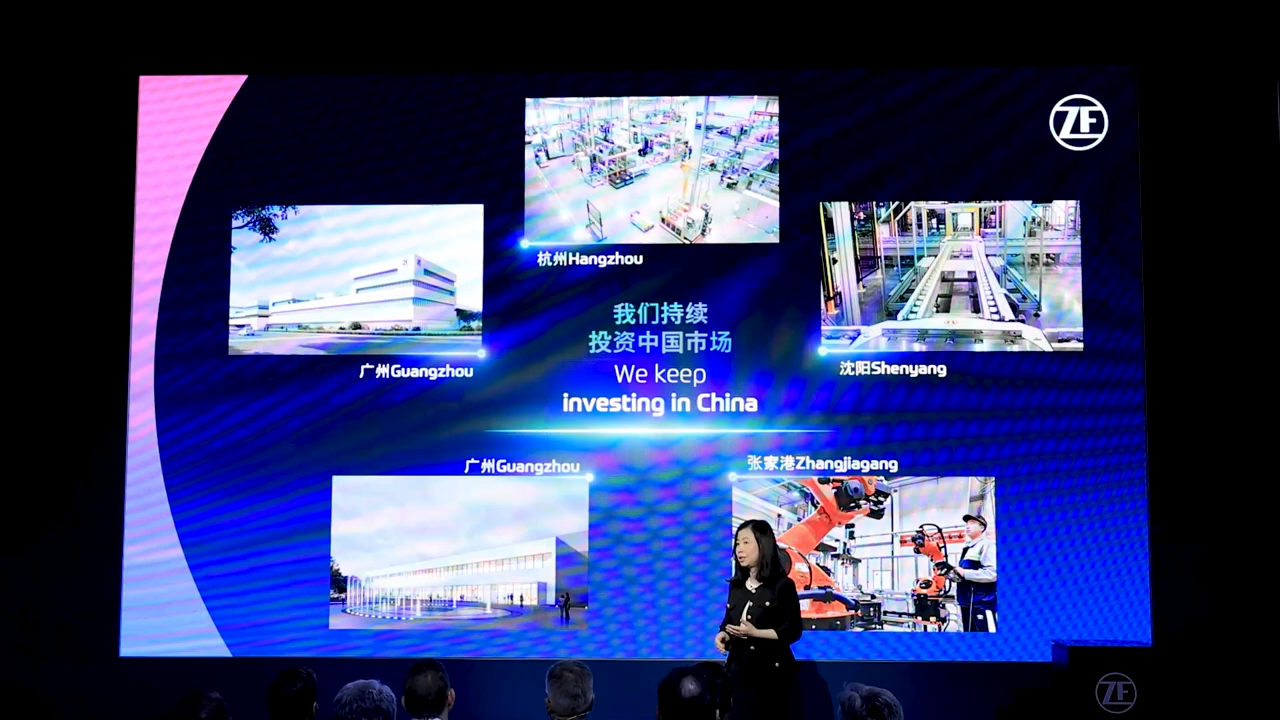 ZF
杭州Hangzhou
广州Guangzhou
沈阳Shenyang
我们持续
投资中国市场
We keep
investing in China
广州Guangzhou
张家港Zhangjiagang
ZF